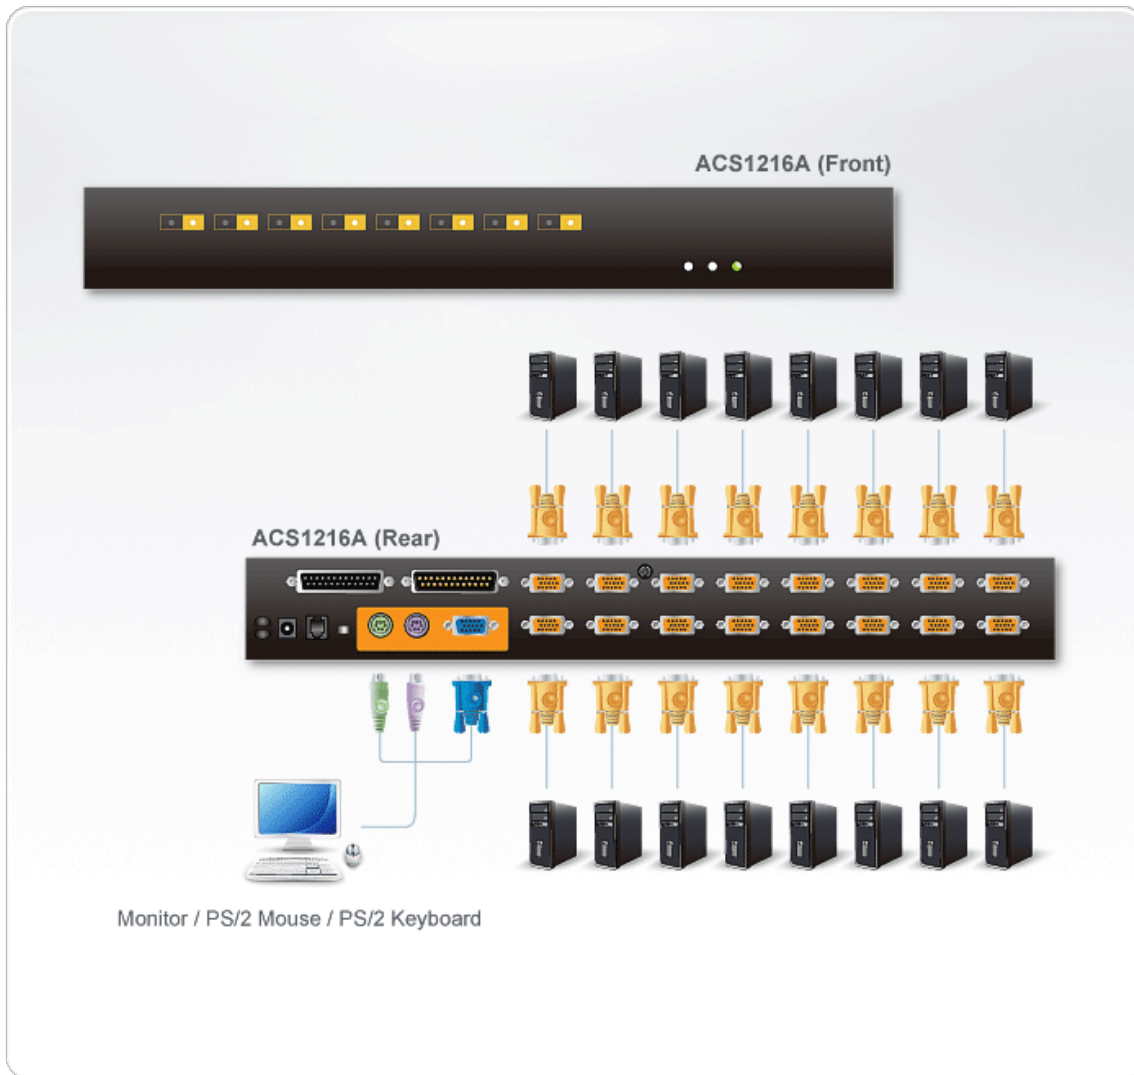 ACS1216A (Front)
ACS1216A (Rear)
Monitor / PS/2 Mouse / PS/2 Keyboard